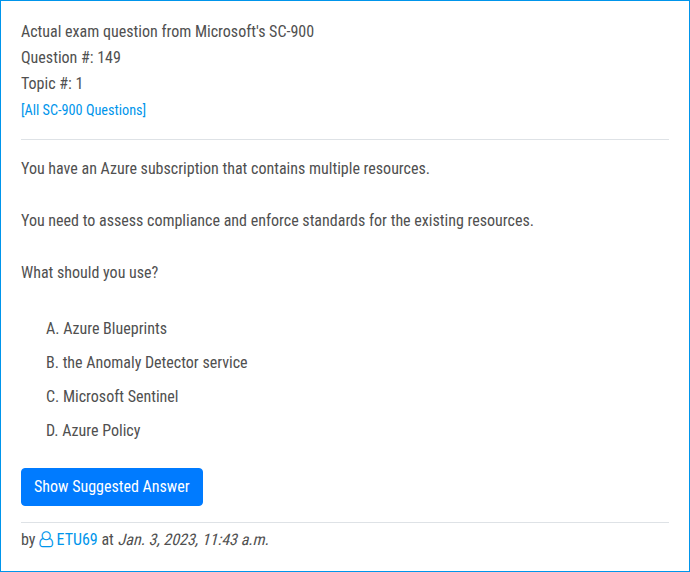 Actual exam question from Microsoft's SC-900
Question #: 149
Topic #: 1
[All SC-900 Questions]
You have an Azure subscription that contains multiple resources.
You need to assess compliance and enforce standards for the existing resources.
What should you use?
A. Azure Blueprints
B. the Anomaly Detector service
C. Microsoft Sentinel
D. Azure Policy
Show Suggested Answer
by ETU69 at Jan. 3, 2023, 11:43 a.m.